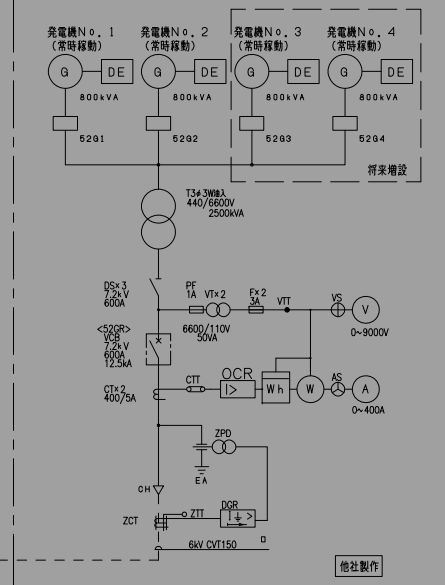 発電機No.1
(常時稼動)
発電機No.2
(常時稼動)
発電機No.3
(常時稼動)
発電機No.4
(常時稼動)
G DE G DE G DE G DE
800kVA 800kVA 800kVA 800kVA
52G1 52G2 52G3 52G4
将来増設
T3φ3W油入
440/6600V
2500kVA
DS×3
7.2kV
600A
PF
1A
VT×2
F×2
3A
VTT
VS
V
6600/110V
50VA
0~9000V
<52GR>
VCB
7.2kV
600A
12.5kA
CT×2
400/5A
CTT
OCR
I>
Wh
W
AS
A
0~400A
ZPD
EA
CH
ZCT
ZTT
DGR
I
6kV CVT150
他社製作